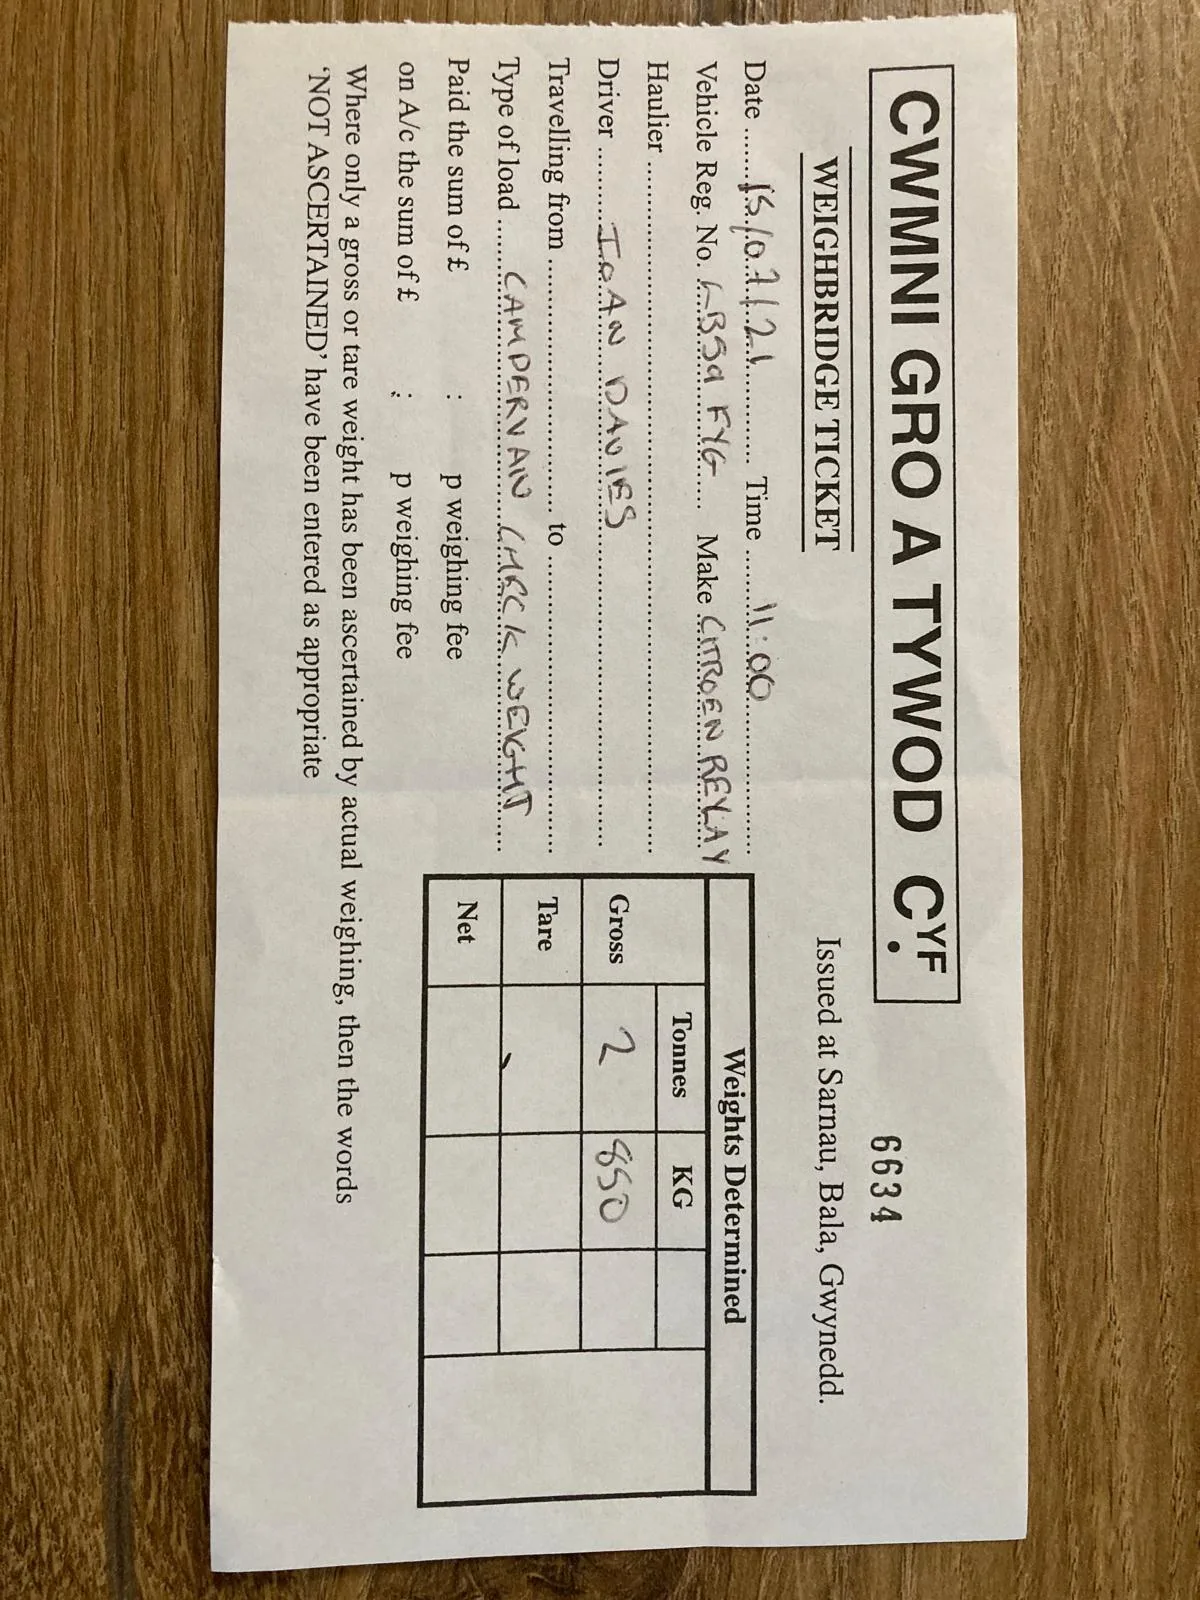 CWMNI GRO A TYWOD CYF.
6634
WEIGHBRIDGE TICKET
Issued at Sarnau, Bala, Gwynedd.
Date 15/07/21 Time 11:00
Vehicle Reg. No. LB59 FYG Make CITROEN RELAY
Haulier
Driver IOAN DAVIES
Travelling from to
Type of load CAMPERVAN CHECK WEIGHT
Paid the sum of £ : p weighing fee
on A/c the sum of £ : p weighing fee
Weights Determined
Tonnes KG
Gross 2 850
Tare
Net
Where only a gross or tare weight has been ascertained by actual weighing, then the words
'NOT ASCERTAINED' have been entered as appropriate